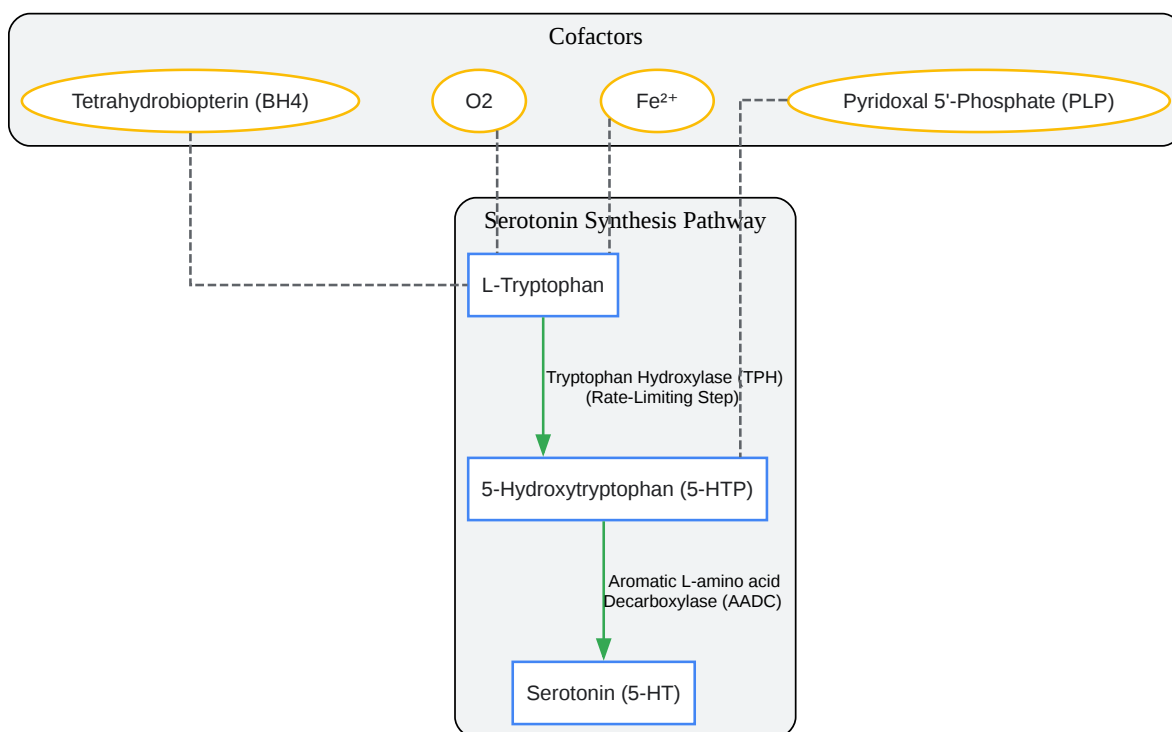 Cofactors
Tetrahydrobiopterin (BH4)
O2
Fe²⁺
Pyridoxal 5'-Phosphate (PLP)
Serotonin Synthesis Pathway
L-Tryptophan
Tryptophan Hydroxylase (TPH)
(Rate-Limiting Step)
5-Hydroxytryptophan (5-HTP)
Aromatic L-amino acid
Decarboxylase (AADC)
Serotonin (5-HT)